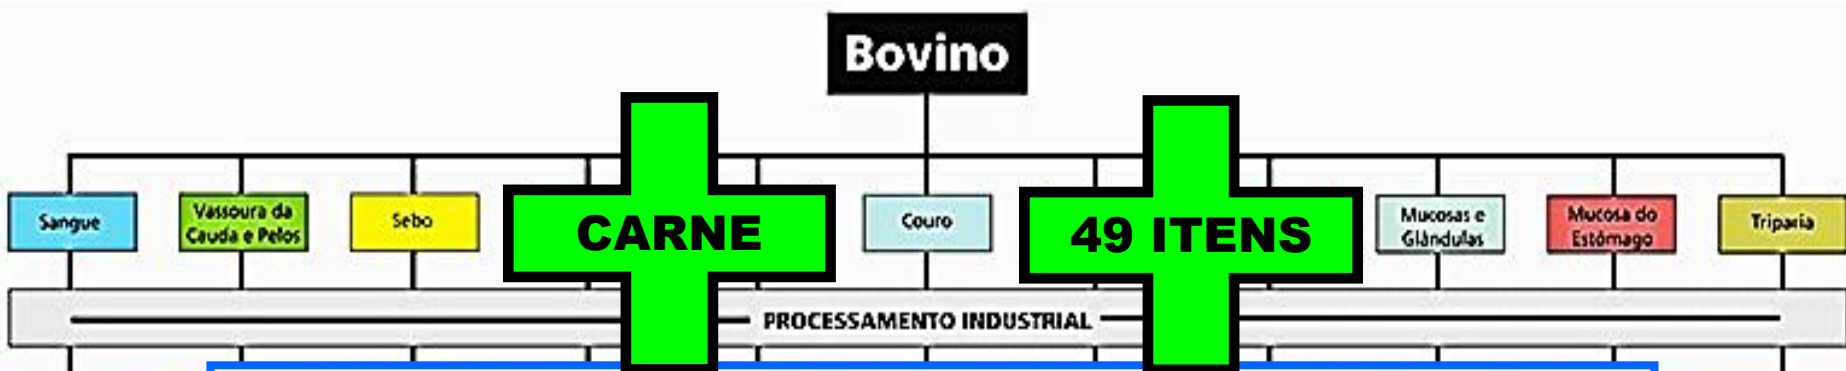 Bovino
Sangue
Vassoura da
Cauda e Pelos
Sebo
CARNE
Couro
49 ITENS
Mucosas e
Glândulas
Mucosa do
Estômago
Triparia
PROCESSAMENTO INDUSTRIAL